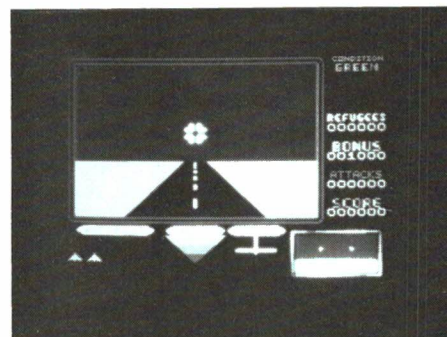 CONDITION
GREEN
REFUGEES
000000
BONUS
001000
ATTACKS
000000
SCORE
000000